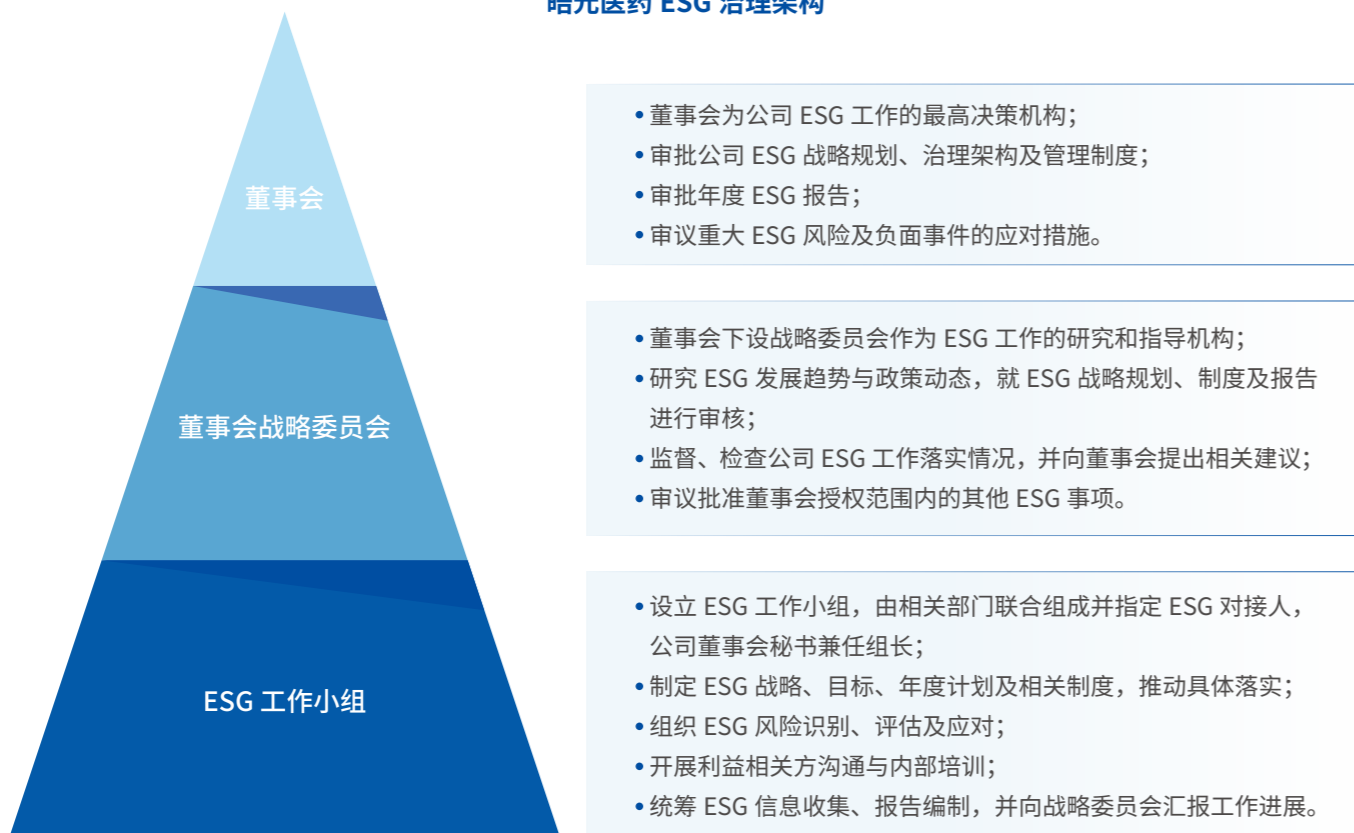 皓元医药 ESG 治理架构
董事会
• 董事会为公司 ESG 工作的最高决策机构；
• 审批公司 ESG 战略规划、治理架构及管理制度；
• 审批年度 ESG 报告；
• 审议重大 ESG 风险及负面事件的应对措施。
董事会战略委员会
• 董事会下设战略委员会作为 ESG 工作的研究和指导机构；
• 研究 ESG 发展趋势与政策动态，就 ESG 战略规划、制度及报告
进行审核；
• 监督、检查公司 ESG 工作落实情况，并向董事会提出相关建议；
• 审议批准董事会授权范围内的其他 ESG 事项。
ESG 工作小组
• 设立 ESG 工作小组，由相关部门联合组成并指定 ESG 对接人，
公司董事会秘书兼任组长；
• 制定 ESG 战略、目标、年度计划及相关制度，推动具体落实；
• 组织 ESG 风险识别、评估及应对；
• 开展利益相关方沟通与内部培训；
• 统筹 ESG 信息收集、报告编制，并向战略委员会汇报工作进展。